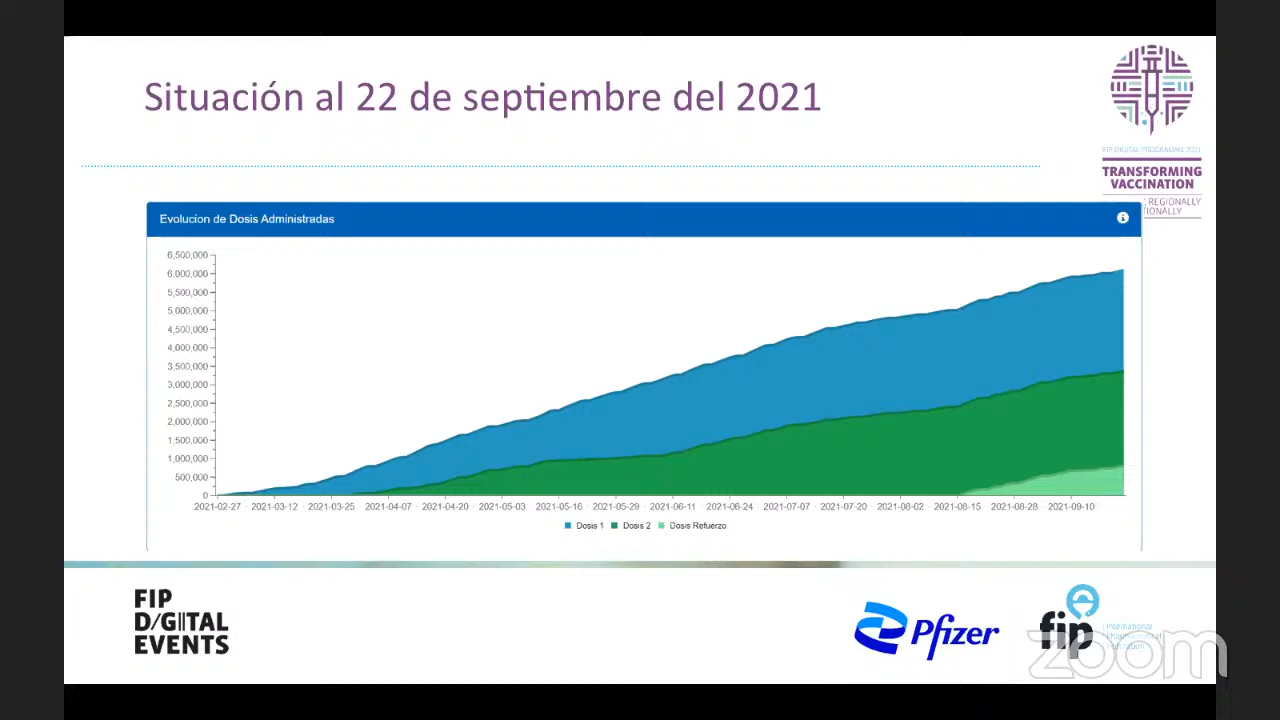 Situación al 22 de septiembre del 2021
FIP DIGITAL PROGRAMME 2021
TRANSFORMING
VACCINATION
REGIONALLY
Evolucion de Dosis Administradas
6,500,000
6,000,000
5,500,000
5,000,000
4,500,000
4,000,000
3,500,000
3,000,000
2,500,000
2,000,000
1,500,000
1,000,000
500,000
0
2021-02-27 2021-03-12 2021-03-25 2021-04-07 2021-04-20 2021-05-03 2021-05-16 2021-05-29 2021-06-11 2021-06-24 2021-07-07 2021-07-20 2021-08-02 2021-08-15 2021-08-28 2021-09-10
Dosis 1 Dosis 2 Dosis Refuerzo
FIP
DIGITAL
EVENTS
Pfizer
fip
International
Pharmaceutical
Federation
zoom